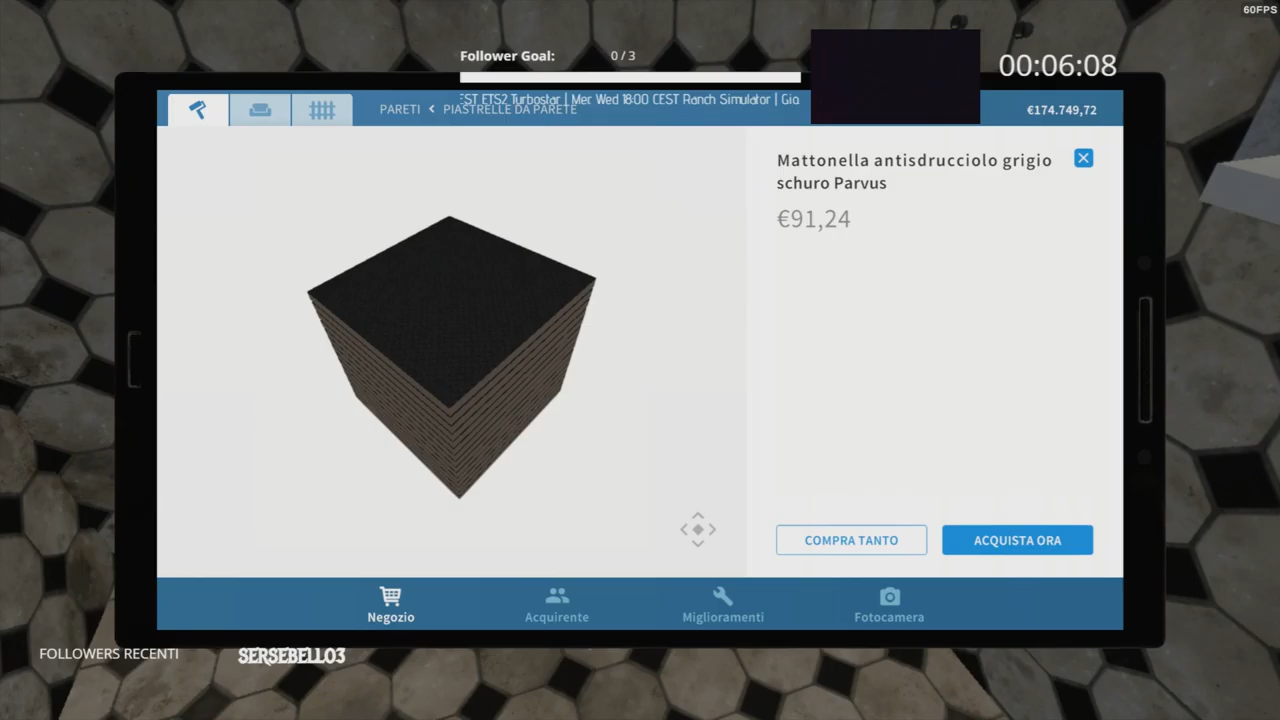 60FPS
Follower Goal:
0 / 3
00:06:08
EST ETS2 Turbostar | Mer Wed 18:00 CEST Ranch Simulator | Gio
PARETI < PIASTRELLE DA PARETE
€174.749,72
Mattonella antisdrucciolo grigio
schuro Parvus
€91,24
COMPRA TANTO
ACQUISTA ORA
Negozio
Acquirente
Miglioramenti
Fotocamera
FOLLOWERS RECENTI
SERSEBELLO3